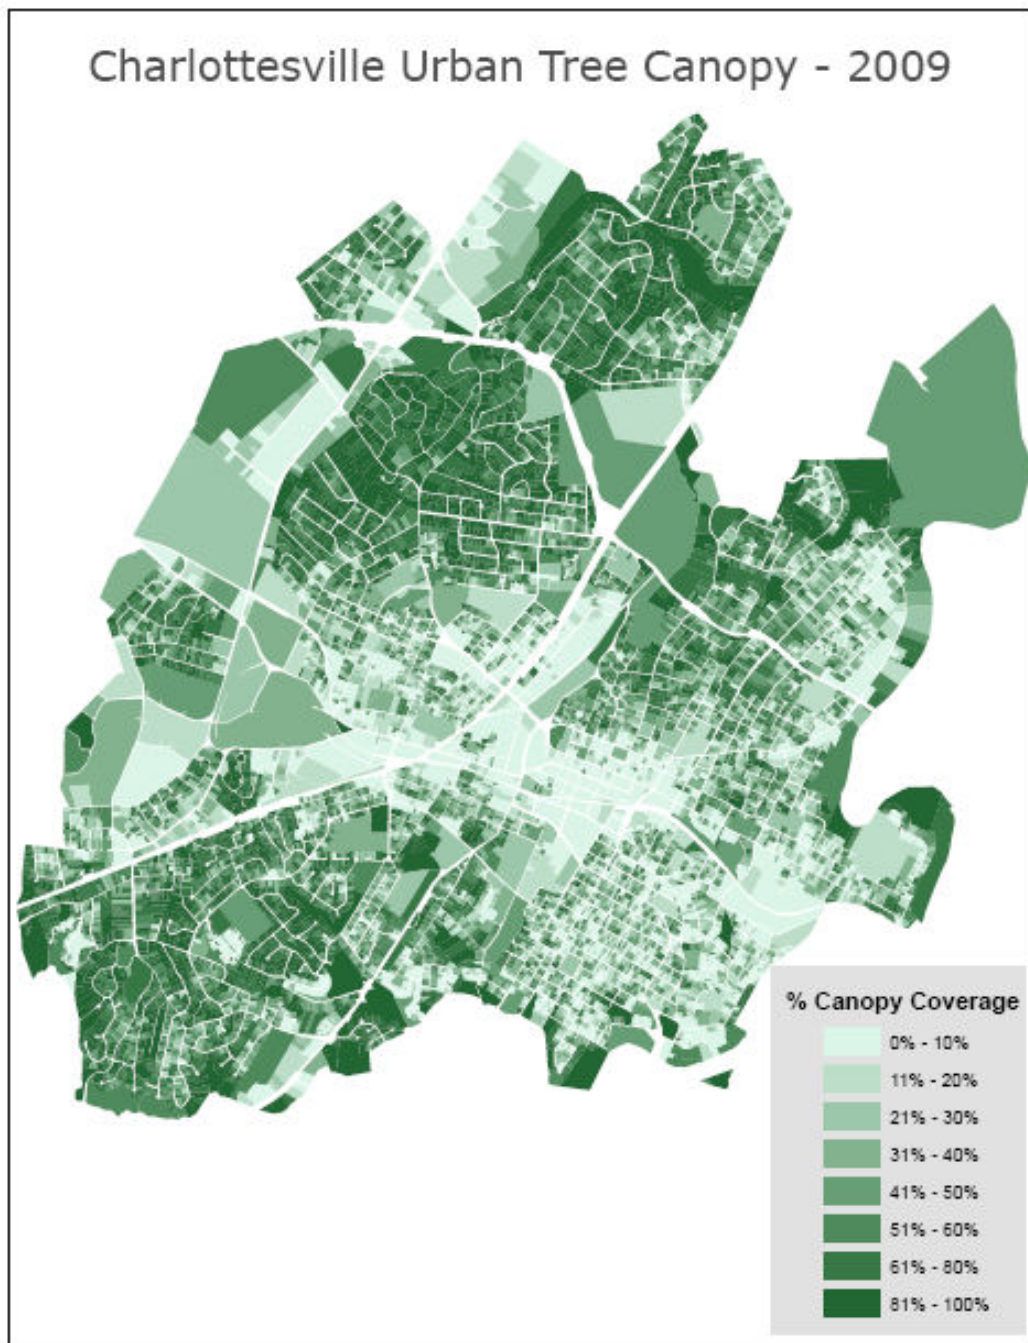 Charlottesville Urban Tree Canopy - 2009
% Canopy Coverage
0% - 10%
11% - 20%
21% - 30%
31% - 40%
41% - 50%
51% - 60%
61% - 80%
81% - 100%